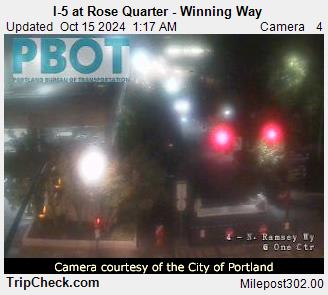 I-5 at Rose Quarter - Winning Way
Updated Oct 15 2024 1:17 AM Camera 4
PBOT
PORTLAND BUREAU OF TRANSPORTATION
4 - N. Ramsey Wy
@ One Ctr
Camera courtesy of the City of Portland
TripCheck.com Milepost302.00